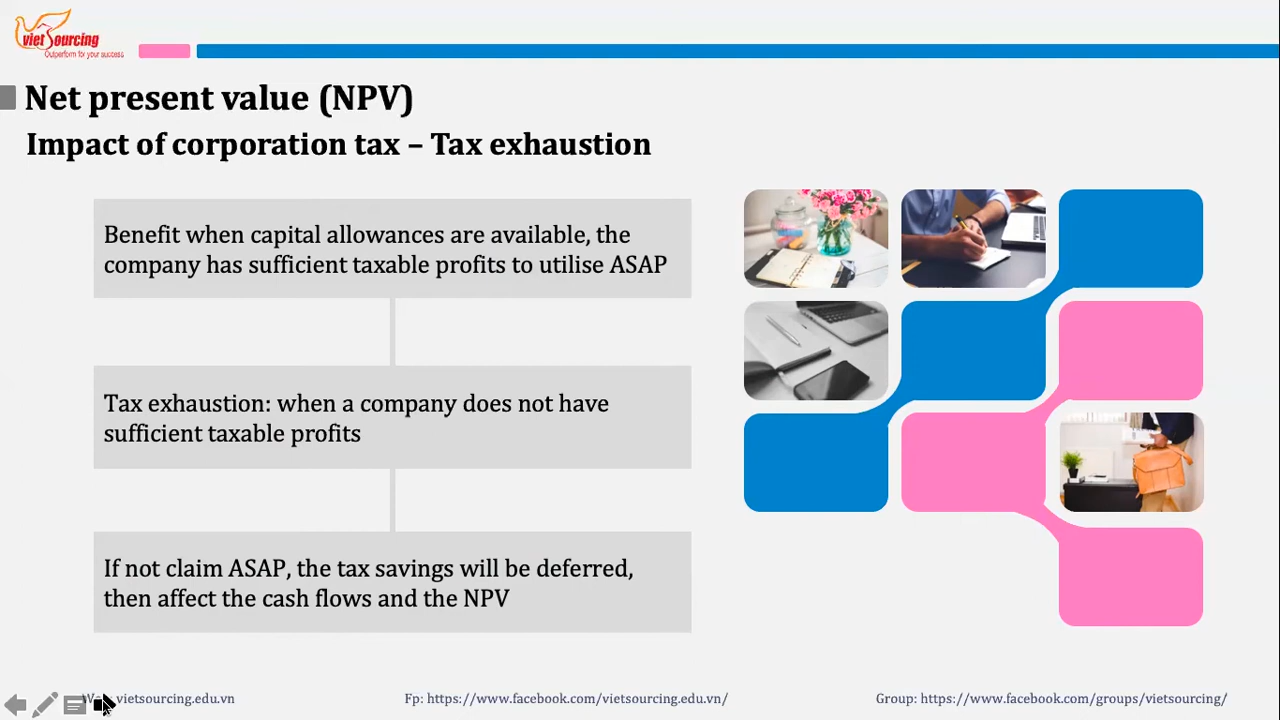 vietSourcing
Outperform for your success
Net present value (NPV)
Impact of corporation tax – Tax exhaustion
Benefit when capital allowances are available, the
company has sufficient taxable profits to utilise ASAP
Tax exhaustion: when a company does not have
sufficient taxable profits
If not claim ASAP, the tax savings will be deferred,
then affect the cash flows and the NPV
vietsourcing.edu.vn
Fp: https://www.facebook.com/vietsourcing.edu.vn/
Group: https://www.facebook.com/groups/vietsourcing/